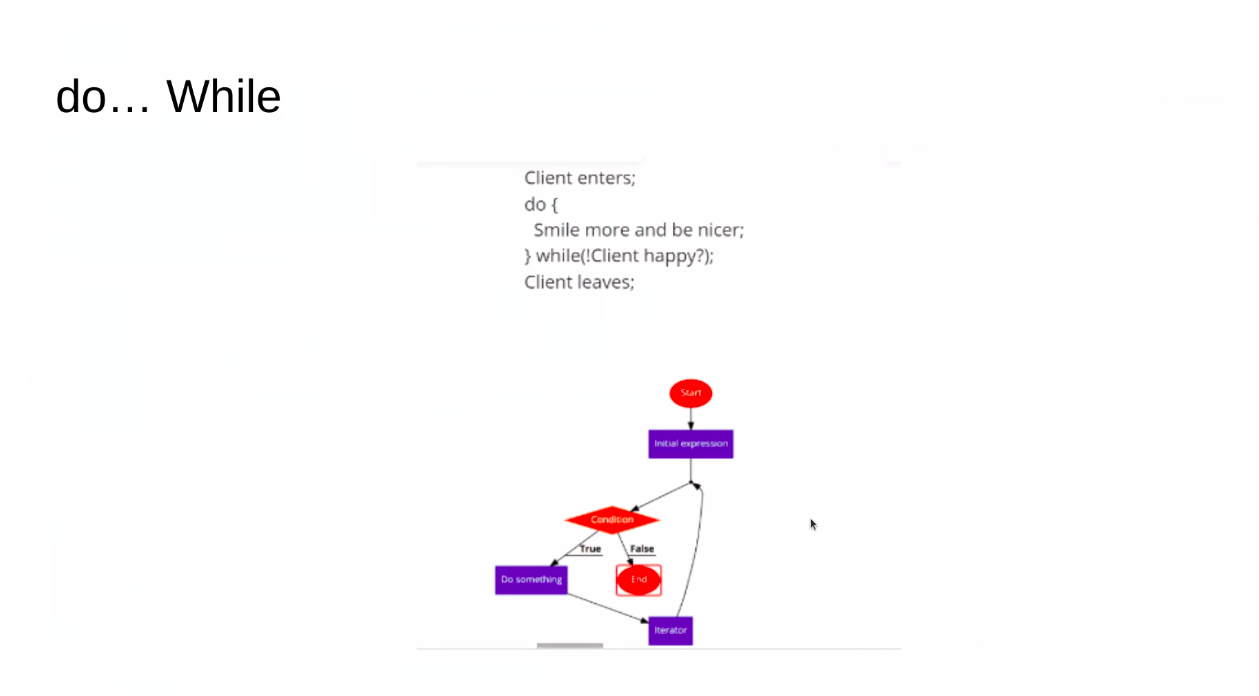 do… While
Client enters;
do {
Smile more and be nicer;
} while(!Client happy?);
Client leaves;
Start
Initial expression
Condition
True
False
Do something
End
Iterator